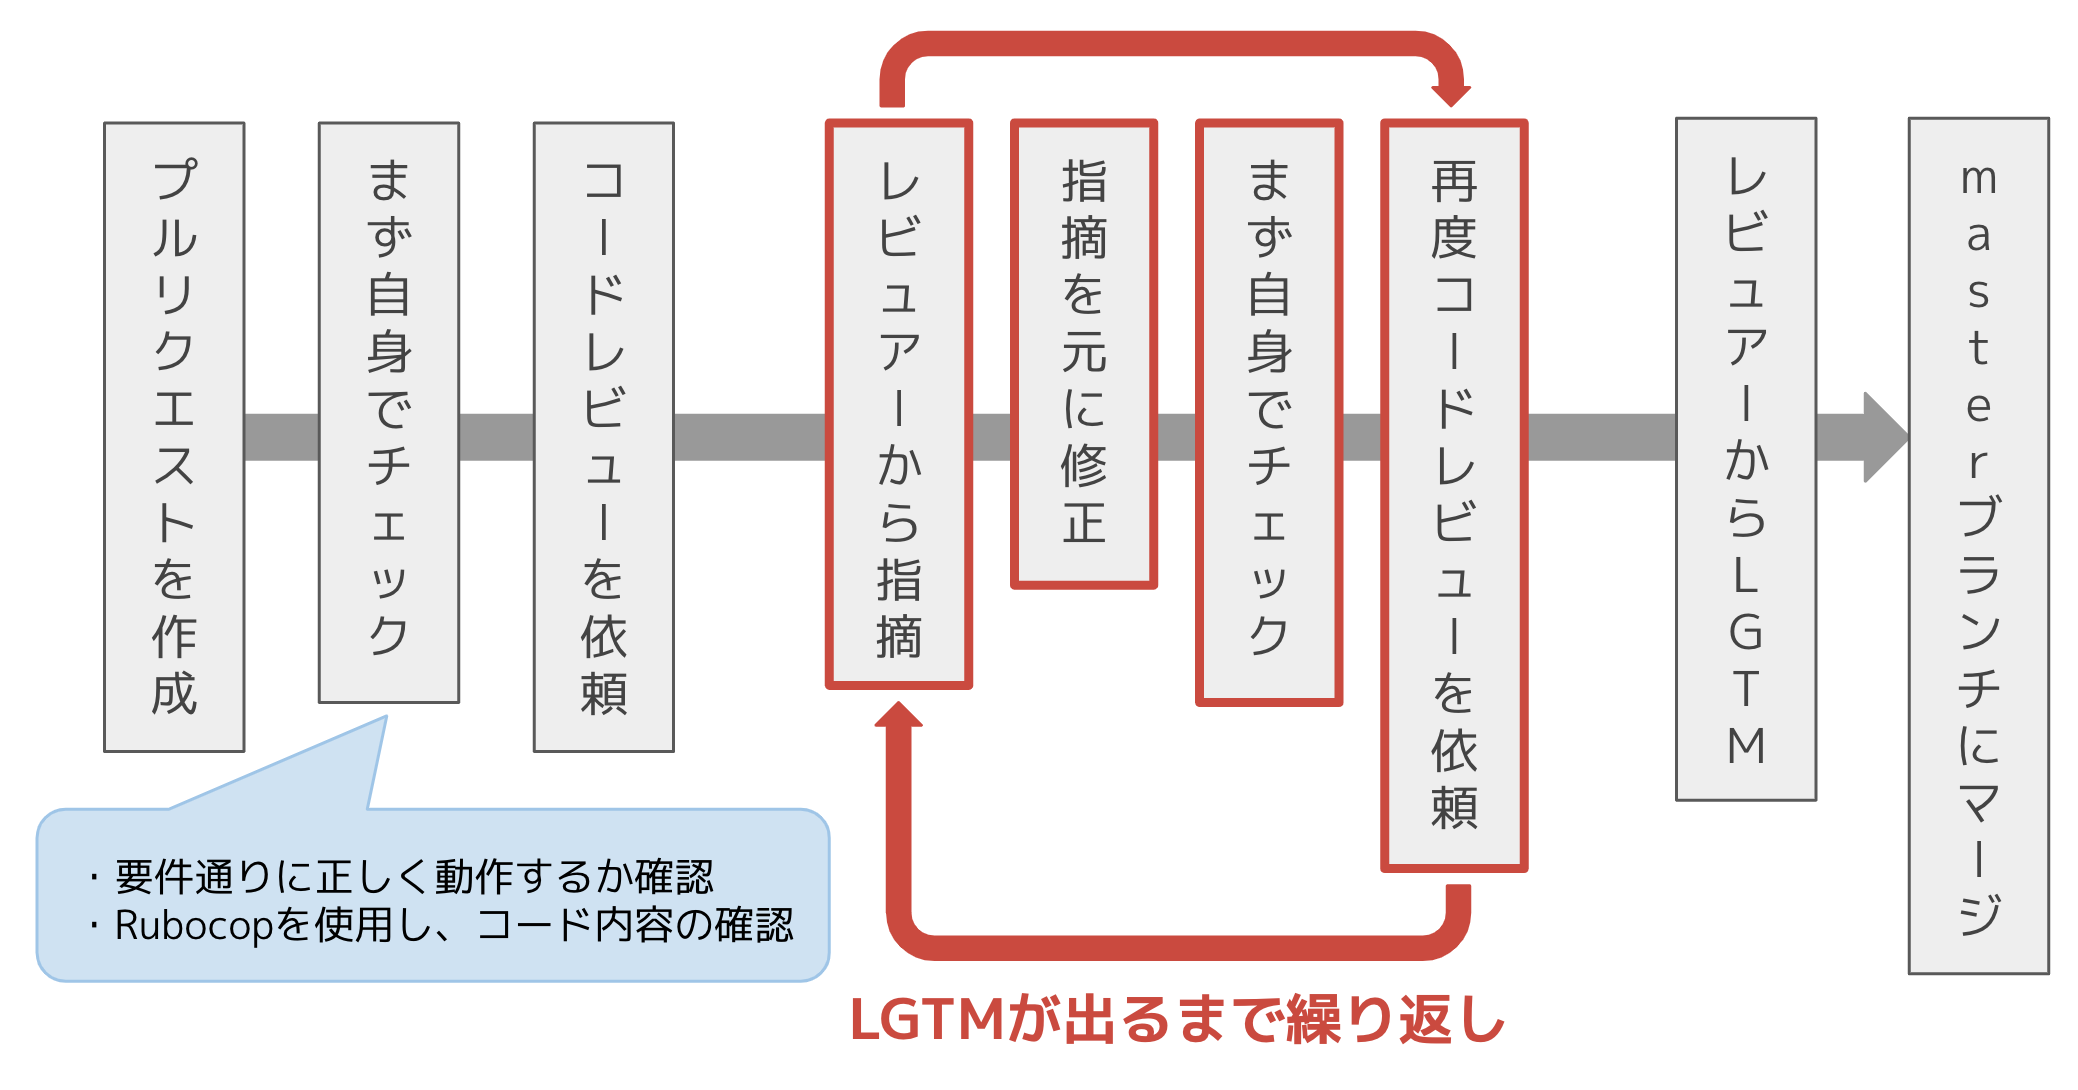 プルリクエストを作成
まず自身でチェック
コードレビューを依頼
レビュアーから指摘
指摘を元に修正
まず自身でチェック
再度コードレビューを依頼
レビュアーからLGTM
masterブランチにマージ
・要件通りに正しく動作するか確認
・Rubocopを使用し、コード内容の確認
LGTMが出るまで繰り返し